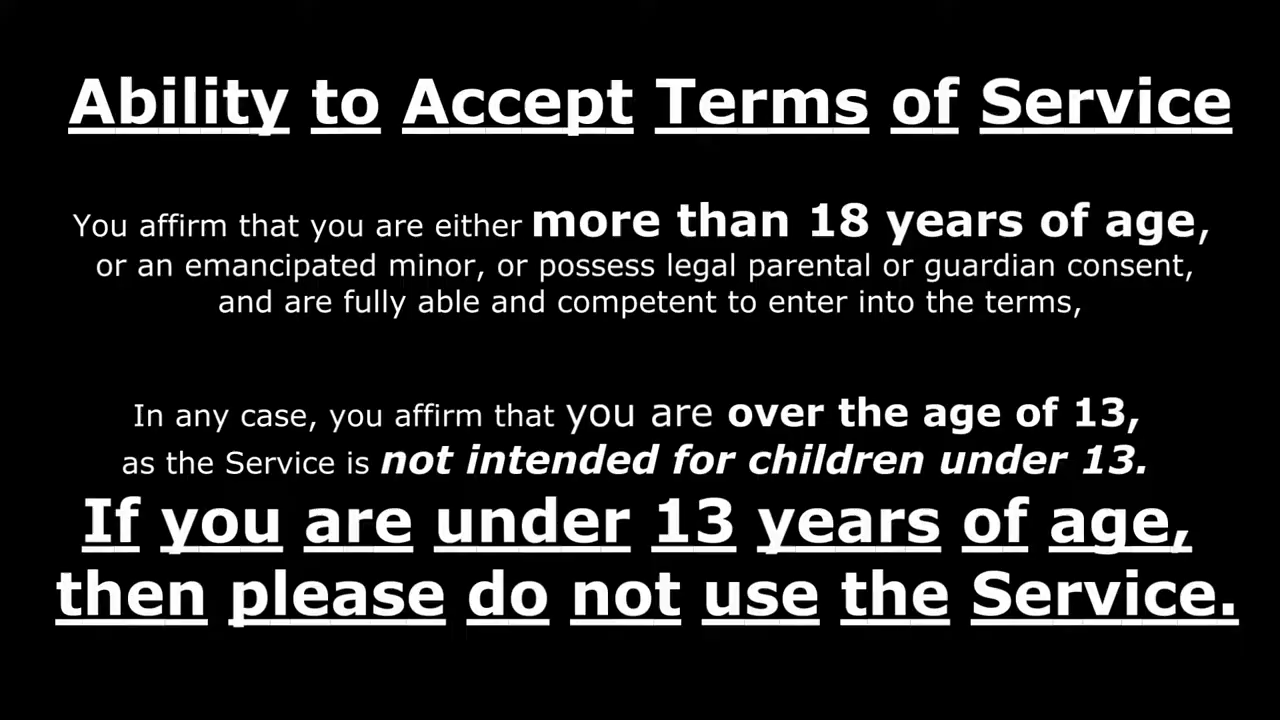 Ability to Accept Terms of Service
You affirm that you are either more than 18 years of age,
or an emancipated minor, or possess legal parental or guardian consent,
and are fully able and competent to enter into the terms,
In any case, you affirm that you are over the age of 13,
as the Service is not intended for children under 13.
If you are under 13 years of age,
then please do not use the Service.